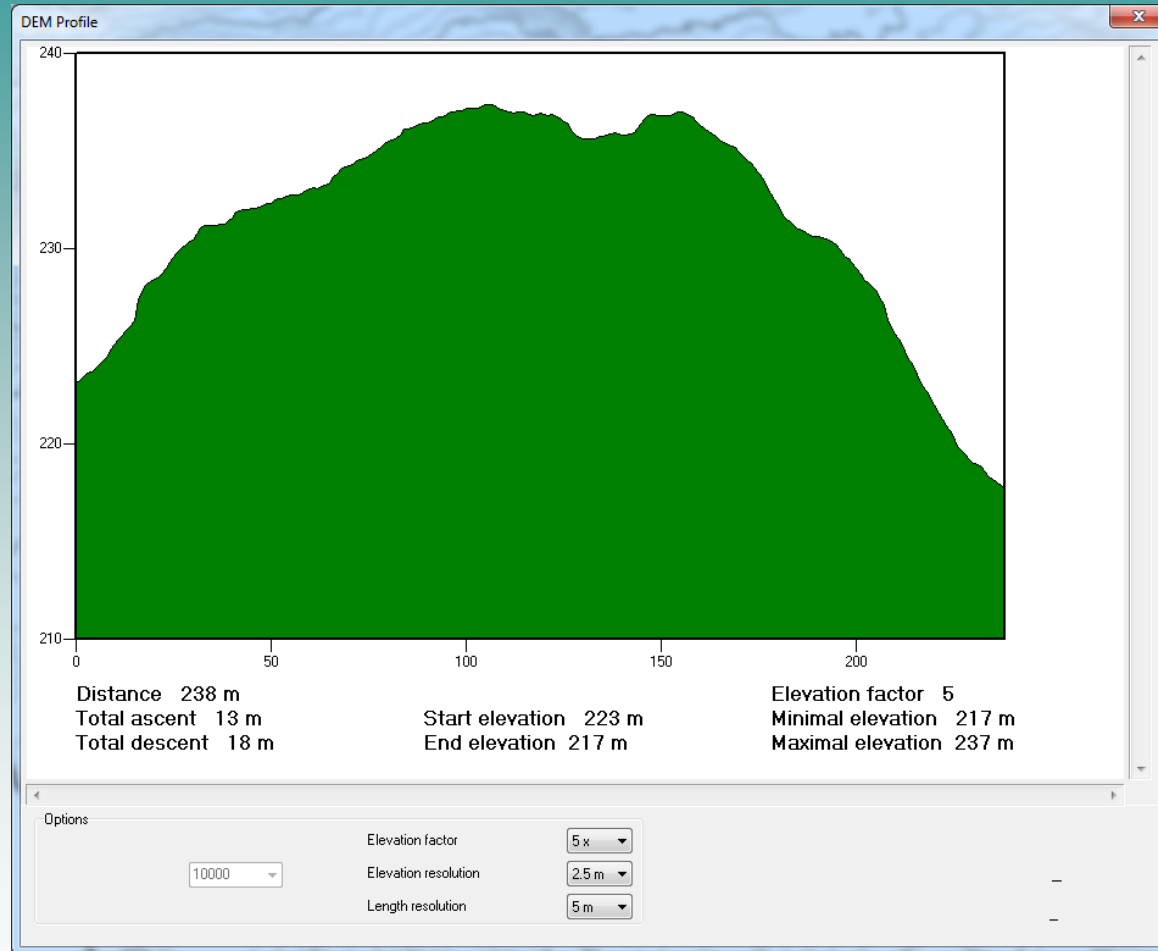 DEM Profile
240
230
220
210
0 50 100 150 200
Distance 238 m Elevation factor 5
Total ascent 13 m Start elevation 223 m Minimal elevation 217 m
Total descent 18 m End elevation 217 m Maximal elevation 237 m
Options
Elevation factor 5 x
10000 Elevation resolution 2.5 m
Length resolution 5 m